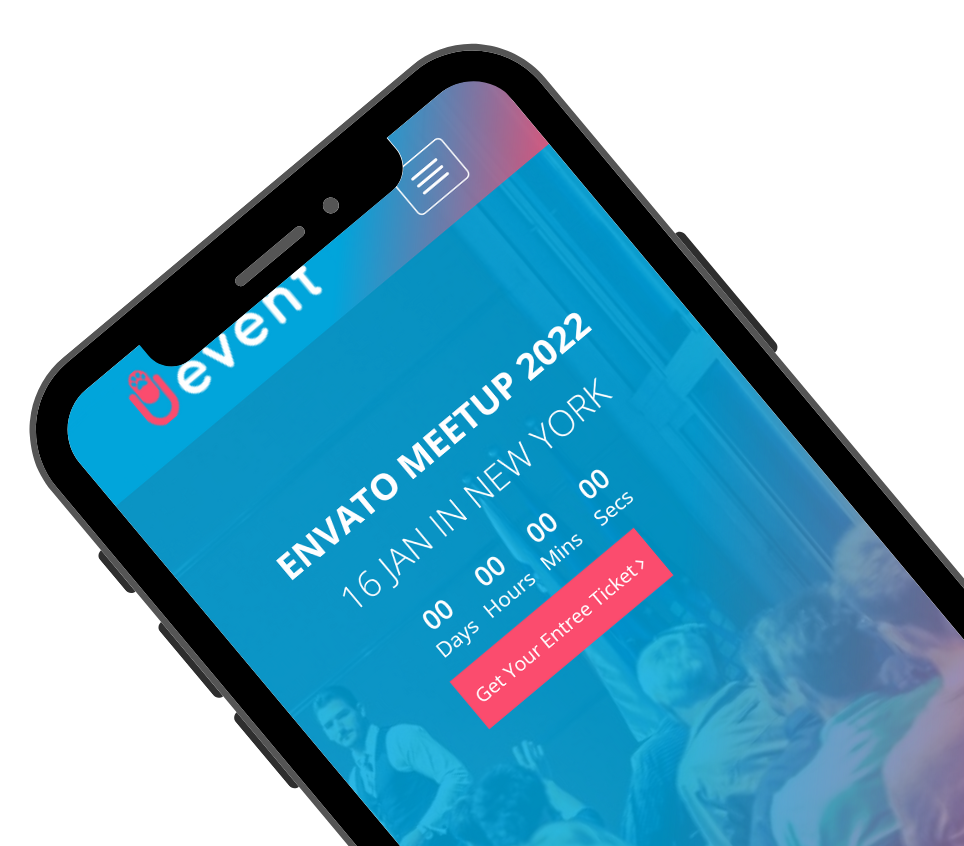 event
ENVATO MEETUP 2022
16 JAN IN NEW YORK
00 00 00 00
Days Hours Mins Secs
Get Your Entree Ticket ›